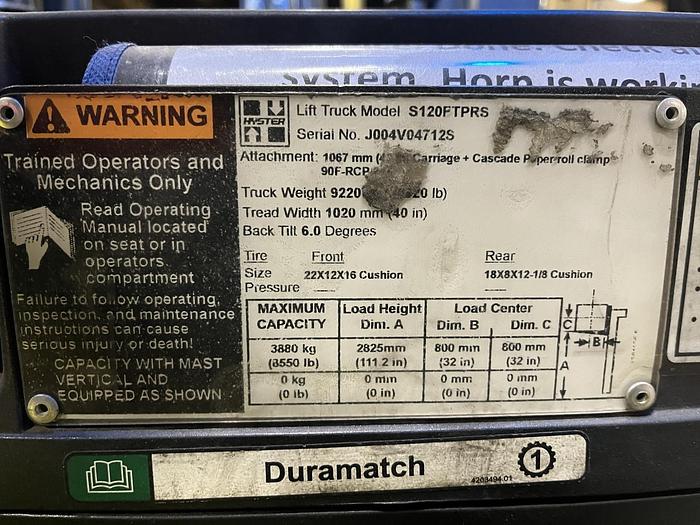 System. Horn is workin
WARNING
Trained Operators and
Mechanics Only
Read Operating
Manual located
on seat or in
operators
compartment
Failure to follow operating,
inspection, and maintenance
instructions can cause
serious injury or death!
CAPACITY WITH MAST
VERTICAL AND
EQUIPPED AS SHOWN
HYSTER
Lift Truck Model S120FTPRS
Serial No. J004V04712S
Attachment: 1067 mm Carriage + Cascade Paper roll clamp
90F-RCP
Truck Weight 9220 lb)
Tread Width 1020 mm (40 in)
Back Tilt 6.0 Degrees
Tire Front Rear
Size 22X12X16 Cushion 18X8X12-1/8 Cushion
Pressure
MAXIMUM CAPACITY Load Height Dim. A Load Center Dim. B Dim. C
3880 kg 2825mm 800 mm 800 mm
(8550 lb) (111.2 in) (32 in) (32 in)
0 kg 0 mm 0 mm 0 mm
(0 lb) (0 in) (0 in) (0 in)
C
B
A
Duramatch
4203494-01
1